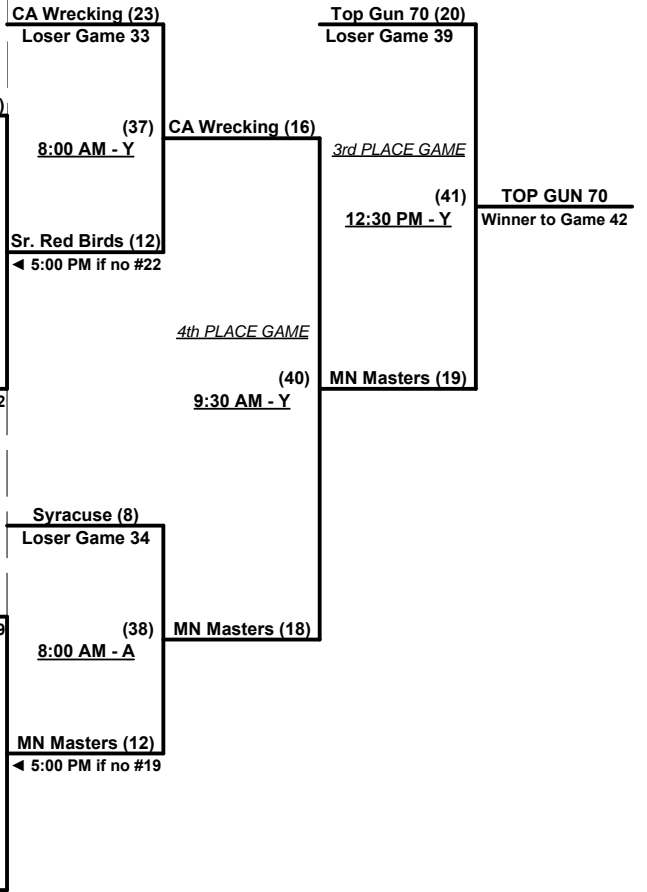 CA Wrecking (23)
Loser Game 33
(37)
8:00 AM - Y
Sr. Red Birds (12)
◄ 5:00 PM if no #22
CA Wrecking (16)
4th PLACE GAME
(40)
9:30 AM - Y
Syracuse (8)
Loser Game 34
(38)
8:00 AM - A
MN Masters (12)
◄ 5:00 PM if no #19
MN Masters (18)
Top Gun 70 (20)
Loser Game 39
3rd PLACE GAME
(41)
12:30 PM - Y
MN Masters (19)
TOP GUN 70
Winner to Game 42